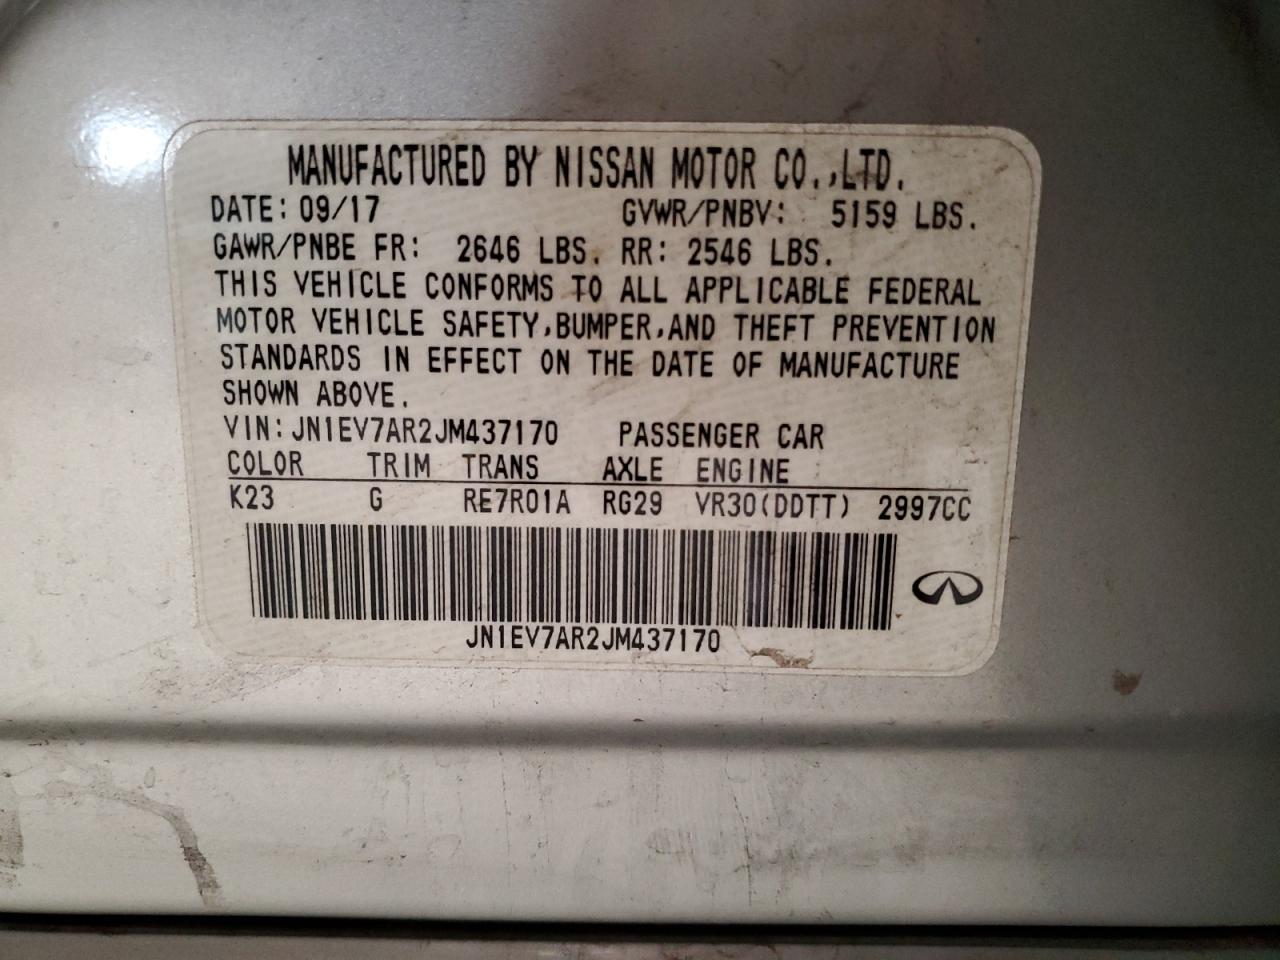 MANUFACTURED BY NISSAN MOTOR CO.,LTD.
DATE: 09/17 GVWR/PNBV: 5159 LBS.
GAWR/PNBE FR: 2646 LBS. RR: 2546 LBS.
THIS VEHICLE CONFORMS TO ALL APPLICABLE FEDERAL
MOTOR VEHICLE SAFETY,BUMPER,AND THEFT PREVENTION
STANDARDS IN EFFECT ON THE DATE OF MANUFACTURE
SHOWN ABOVE.
VIN: JN1EV7AR2JM437170 PASSENGER CAR
COLOR TRIM TRANS AXLE ENGINE
K23 G RE7R01A RG29 VR30(DDTT) 2997CC
JN1EV7AR2JM437170